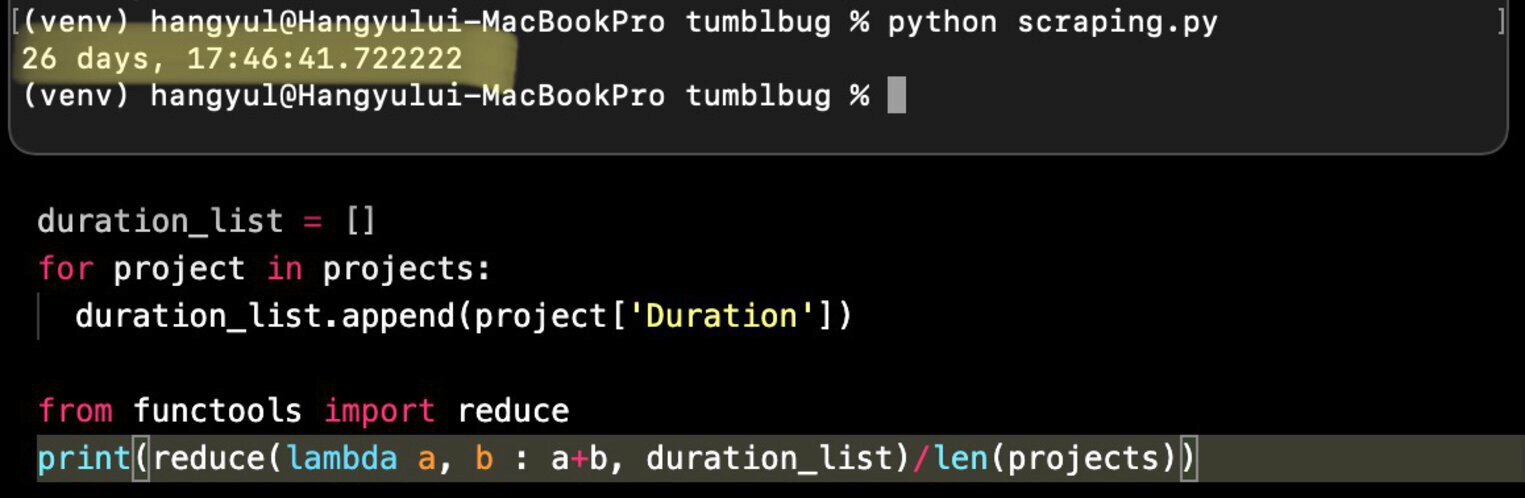 [(venv) hangyul@Hangyului-MacBookPro tumblbug % python scraping.py ]
26 days, 17:46:41.722222
(venv) hangyul@Hangyului-MacBookPro tumblbug %
duration_list = []
for project in projects:
  duration_list.append(project['Duration'])
from functools import reduce
print(reduce(lambda a, b : a+b, duration_list)/len(projects))